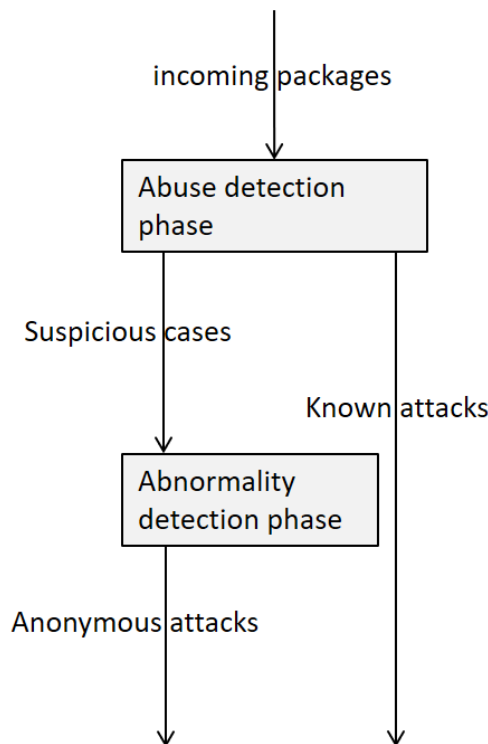 incoming packages
Abuse detection
phase
Suspicious cases
Known attacks
Abnormality
detection phase
Anonymous attacks